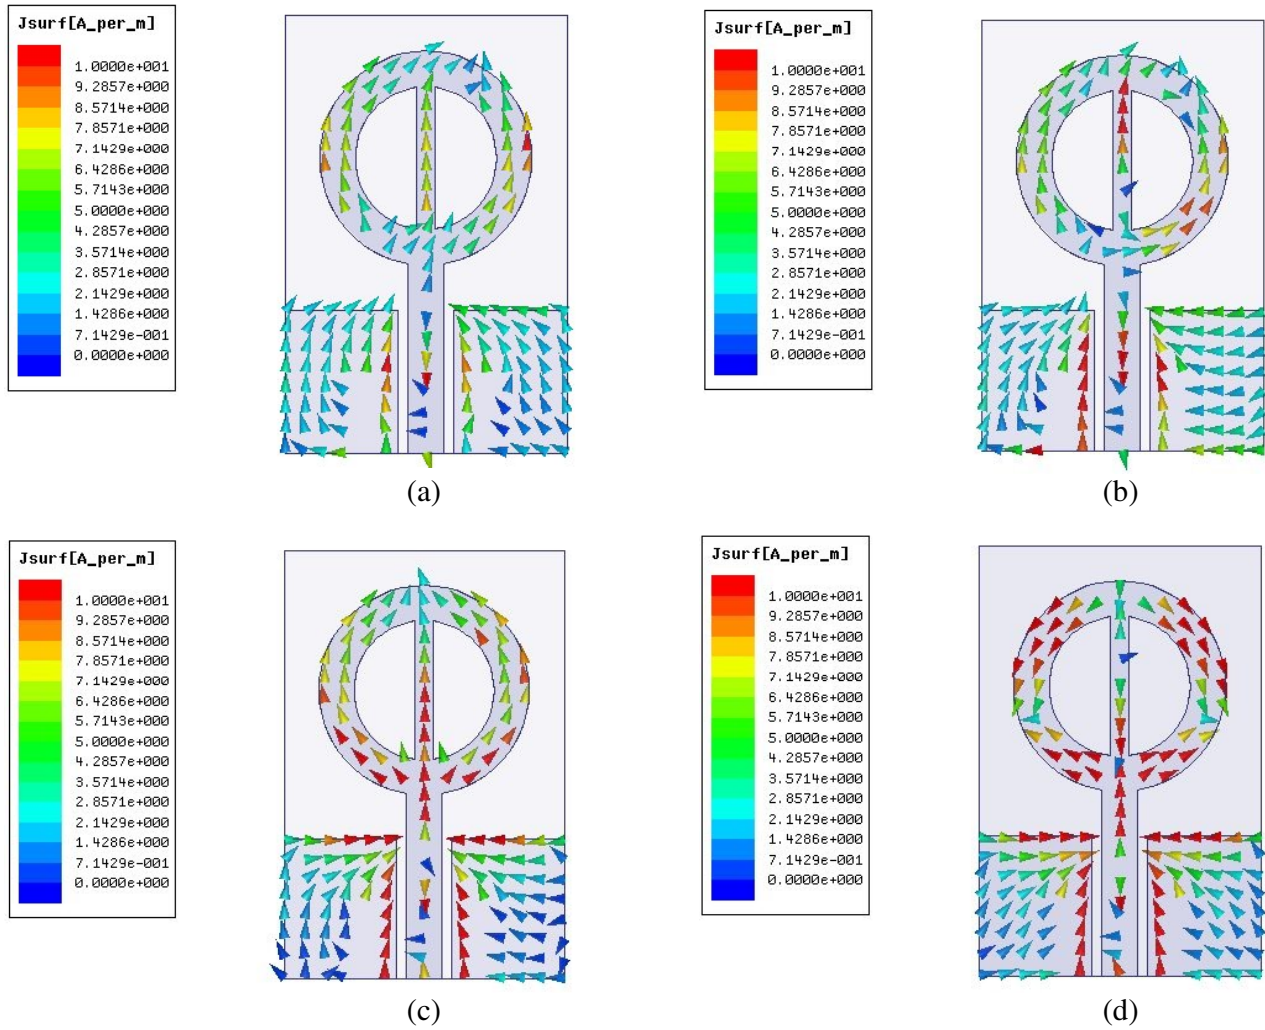 Jsurf[A_per_m]
1.0000e+001
9.2857e+000
8.5714e+000
7.8571e+000
7.1429e+000
6.4286e+000
5.7143e+000
5.0000e+000
4.2857e+000
3.5714e+000
2.8571e+000
2.1429e+000
1.4286e+000
7.1429e-001
0.0000e+000
(a)
Jsurf[A_per_m]
1.0000e+001
9.2857e+000
8.5714e+000
7.8571e+000
7.1429e+000
6.4286e+000
5.7143e+000
5.0000e+000
4.2857e+000
3.5714e+000
2.8571e+000
2.1429e+000
1.4286e+000
7.1429e-001
0.0000e+000
(b)
Jsurf[A_per_m]
1.0000e+001
9.2857e+000
8.5714e+000
7.8571e+000
7.1429e+000
6.4286e+000
5.7143e+000
5.0000e+000
4.2857e+000
3.5714e+000
2.8571e+000
2.1429e+000
1.4286e+000
7.1429e-001
0.0000e+000
(c)
Jsurf[A_per_m]
1.0000e+001
9.2857e+000
8.5714e+000
7.8571e+000
7.1429e+000
6.4286e+000
5.7143e+000
5.0000e+000
4.2857e+000
3.5714e+000
2.8571e+000
2.1429e+000
1.4286e+000
7.1429e-001
0.0000e+000
(d)